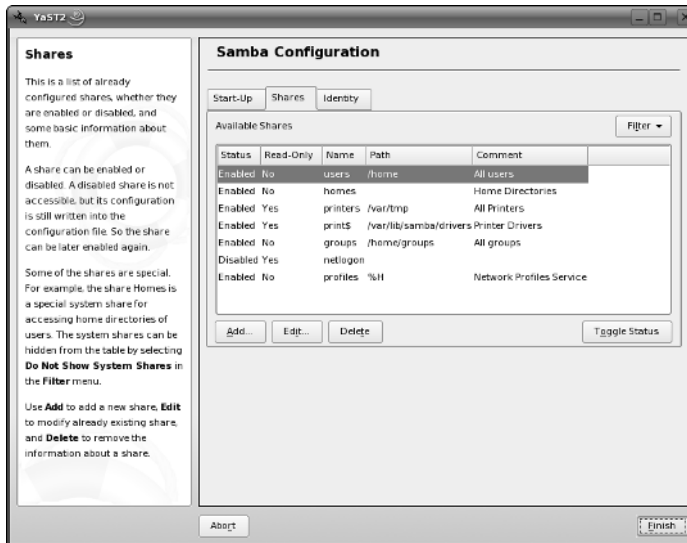 YaST2
Shares
This is a list of already
configured shares, whether they
are enabled or disabled, and
some basic information about
them.
A share can be enabled or
disabled. A disabled share is not
accessible, but its configuration
is still written into the
configuration file. So the share
can be later enabled again.
Some of the shares are special.
For example, the share Homes is
a special system share for
accessing home directories of
users. The system shares can be
hidden from the table by selecting
Do Not Show System Shares in
the Filter menu.
Use Add to add a new share, Edit
to modify already existing share,
and Delete to remove the
information about a share.
Samba Configuration
Start-Up Shares Identity
Available Shares Filter
Status Read-Only Name Path Comment
Enabled No users /home All users
Enabled No homes Home Directories
Enabled Yes printers /var/tmp All Printers
Enabled Yes print$ /var/lib/samba/drivers Printer Drivers
Enabled No groups /home/groups All groups
Disabled Yes netlogon
Enabled No profiles %H Network Profiles Service
Add... Edit... Delete Toggle Status
Abort Finish